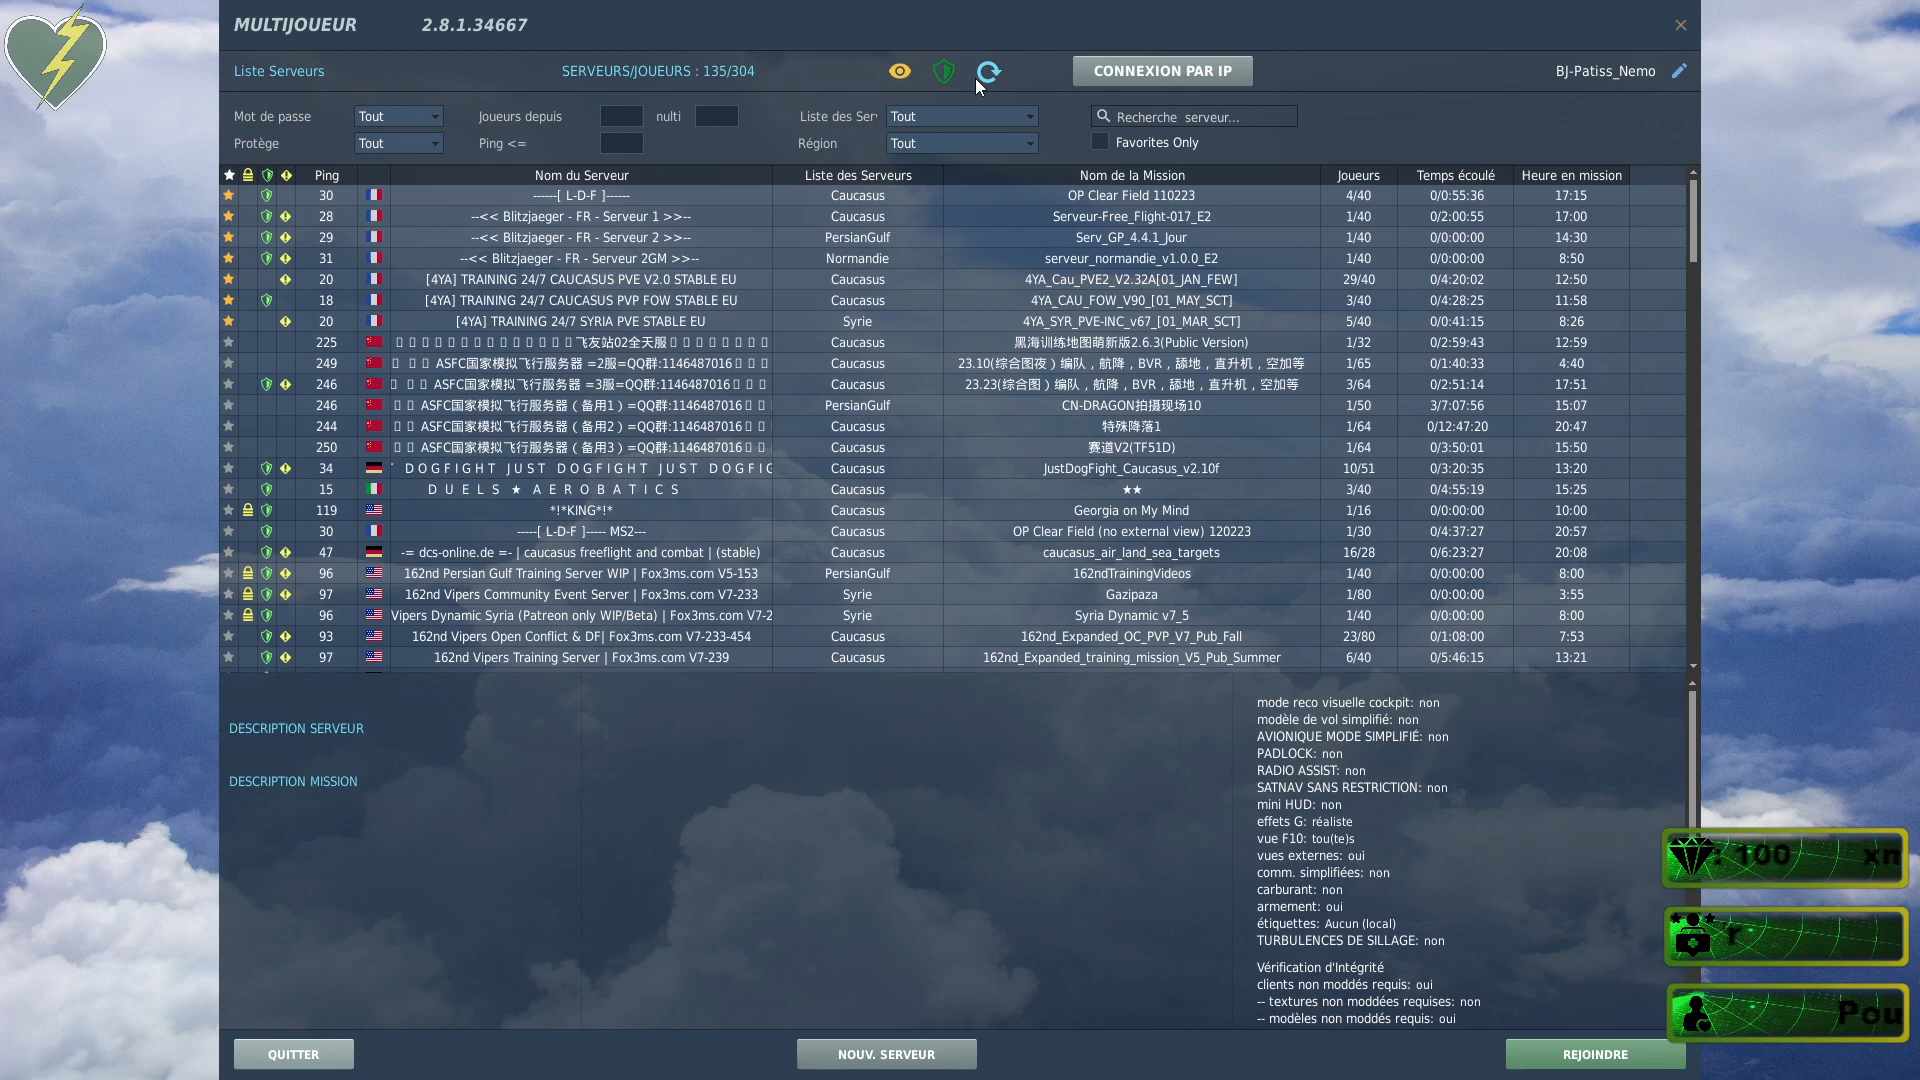 MULTIJOUEUR 2.8.1.34667
Liste Serveurs SERVEURS/JOUEURS : 135/304 CONNEXION PAR IP BJ-Patiss_Nemo
Mot de passe Tout Joueurs depuis nulti Liste des Ser Tout Recherche serveur...
Protège Tout Ping <= Région Tout Favorites Only
Ping Nom du Serveur Liste des Serveurs Nom de la Mission Joueurs Temps écoulé Heure en mission
30 ------[ L-D-F ]------ Caucasus OP Clear Field 110223 4/40 0/0:55:36 17:15
28 --<< Blitzjaeger - FR - Serveur 1 >>-- Caucasus Serveur-Free_Flight-017_E2 1/40 0/2:00:55 17:00
29 --<< Blitzjaeger - FR - Serveur 2 >>-- PersianGulf Serv_GP_4.4.1_Jour 1/40 0/0:00:00 14:30
31 --<< Blitzjaeger - FR - Serveur 2GM >>-- Normandie serveur_normandie_v1.0.0_E2 1/40 0/0:00:00 8:50
20 [4YA] TRAINING 24/7 CAUCASUS PVE V2.0 STABLE EU Caucasus 4YA_Cau_PVE2_V2.32A[01_JAN_FEW] 29/40 0/4:20:02 12:50
18 [4YA] TRAINING 24/7 CAUCASUS PVP FOW STABLE EU Caucasus 4YA_CAU_FOW_V90_[01_MAY_SCT] 3/40 0/4:28:25 11:58
20 [4YA] TRAINING 24/7 SYRIA PVE STABLE EU Syrie 4YA_SYR_PVE-INC_v67_[01_MAR_SCT] 5/40 0/0:41:15 8:26
225 飞友站02全天服 Caucasus 黑海训练地图萌新版2.6.3(Public Version) 1/32 0/2:59:43 12:59
249 ASFC国家模拟飞行服务器 =2服=QQ群:1146487016 Caucasus 23.10(综合图夜）编队，航降，BVR，舔地，直升机，空加等 1/65 0/1:40:33 4:40
246 ASFC国家模拟飞行服务器 =3服=QQ群:1146487016 Caucasus 23.23(综合图）编队，航降，BVR，舔地，直升机，空加等 3/64 0/2:51:14 17:51
246 ASFC国家模拟飞行服务器（备用1）=QQ群:1146487016 PersianGulf CN-DRAGON拍摄现场10 1/50 3/7:07:56 15:07
244 ASFC国家模拟飞行服务器（备用2）=QQ群:1146487016 Caucasus 特殊降落1 1/64 0/12:47:20 20:47
250 ASFC国家模拟飞行服务器（备用3）=QQ群:1146487016 Caucasus 赛道V2(TF51D) 1/64 0/3:50:01 15:50
34 DOGFIGHT JUST DOGFIGHT JUST DOGFIG Caucasus JustDogFight_Caucasus_v2.10f 10/51 0/3:20:35 13:20
15 DUELS ★ AEROBATICS Caucasus ★★ 3/40 0/4:55:19 15:25
119 *!*KING*!* Caucasus Georgia on My Mind 1/16 0/0:00:00 10:00
30 -----[ L-D-F ]----- MS2--- Caucasus OP Clear Field (no external view) 120223 1/30 0/4:37:27 20:57
47 -= dcs-online.de =- | caucasus freeflight and combat | (stable) Caucasus caucasus_air_land_sea_targets 16/28 0/6:23:27 20:08
96 162nd Persian Gulf Training Server WIP | Fox3ms.com V5-153 PersianGulf 162ndTrainingVideos 1/40 0/0:00:00 8:00
97 162nd Vipers Community Event Server | Fox3ms.com V7-233 Syrie Gazipaza 1/80 0/0:00:00 3:55
96 Vipers Dynamic Syria (Patreon only WIP/Beta) | Fox3ms.com V7-2 Syrie Syria Dynamic v7_5 1/40 0/0:00:00 8:00
93 162nd Vipers Open Conflict & DF| Fox3ms.com V7-233-454 Caucasus 162nd_Expanded_OC_PVP_V7_Pub_Fall 23/80 0/1:08:00 7:53
97 162nd Vipers Training Server | Fox3ms.com V7-239 Caucasus 162nd_Expanded_training_mission_V5_Pub_Summer 6/40 0/5:46:15 13:21
DESCRIPTION SERVEUR
DESCRIPTION MISSION
mode reco visuelle cockpit: non
modèle de vol simplifié: non
AVIONIQUE MODE SIMPLIFIÉ: non
PADLOCK: non
RADIO ASSIST: non
SATNAV SANS RESTRICTION: non
mini HUD: non
effets G: réaliste
vue F10: tou(te)s
vues externes: oui
comm. simplifiées: non
carburant: non
armement: oui
étiquettes: Aucun (local)
TURBULENCES DE SILLAGE: non
Vérification d'Intégrité
clients non moddés requis: oui
-- textures non moddées requises: non
-- modèles non moddés requis: oui
: 100 xn
r
Pou
QUITTER NOUV. SERVEUR REJOINDRE